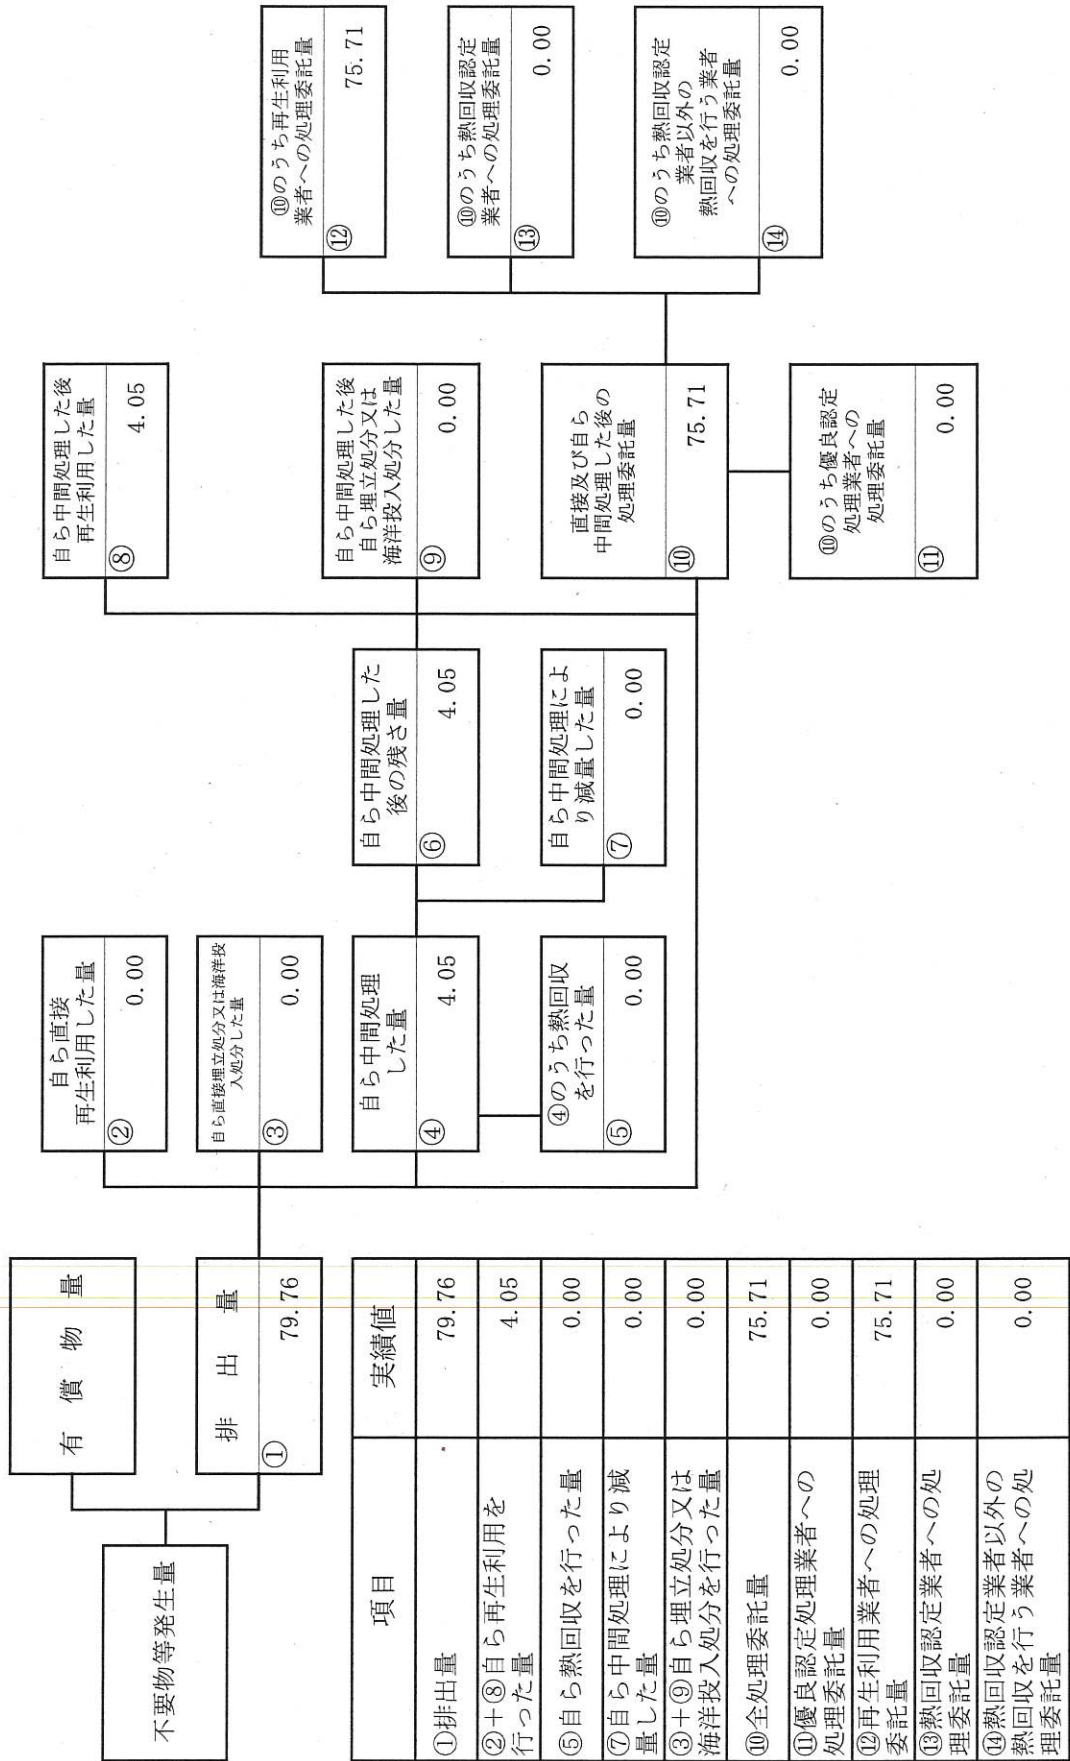 不要物等発生量
有償物量
排出量
① 79.76
自ら直接
再生利用した量
② 0.00
自ら直接埋立処分又は海洋投
入処分した量
③ 0.00
自ら中間処理
した量
④ 4.05
④のうち熱回収
を行った量
⑤ 0.00
自ら中間処理した
後の残さ量
⑥ 4.05
自ら中間処理によ
り減量した量
⑦ 0.00
自ら中間処理した後
再生利用した量
⑧ 4.05
自ら中間処理した後
自ら埋立処分又は
海洋投入処分した量
⑨ 0.00
直接及び自ら
中間処理した後の
処理委託量
⑩ 75.71
⑩のうち優良認定
処理業者への
処理委託量
⑪ 0.00
⑩のうち再生利用
業者への処理委託量
⑫ 75.71
⑩のうち熱回収認定
業者への処理委託量
⑬ 0.00
⑩のうち熱回収認定
業者以外の
熱回収を行う業者
への処理委託量
⑭ 0.00
項目 実績値
①排出量 79.76
②＋⑧自ら再生利用を
行った量 4.05
⑤自ら熱回収を行った量 0.00
⑦自ら中間処理により減
量した量 0.00
③＋⑨自ら埋立処分又は
海洋投入処分を行った量 0.00
⑩全処理委託量 75.71
⑪優良認定処理業者への
処理委託量 0.00
⑫再生利用業者への処理
委託量 75.71
⑬熱回収認定業者への処
理委託量 0.00
⑭熱回収認定業者以外の
熱回収を行う業者への処
理委託量 0.00